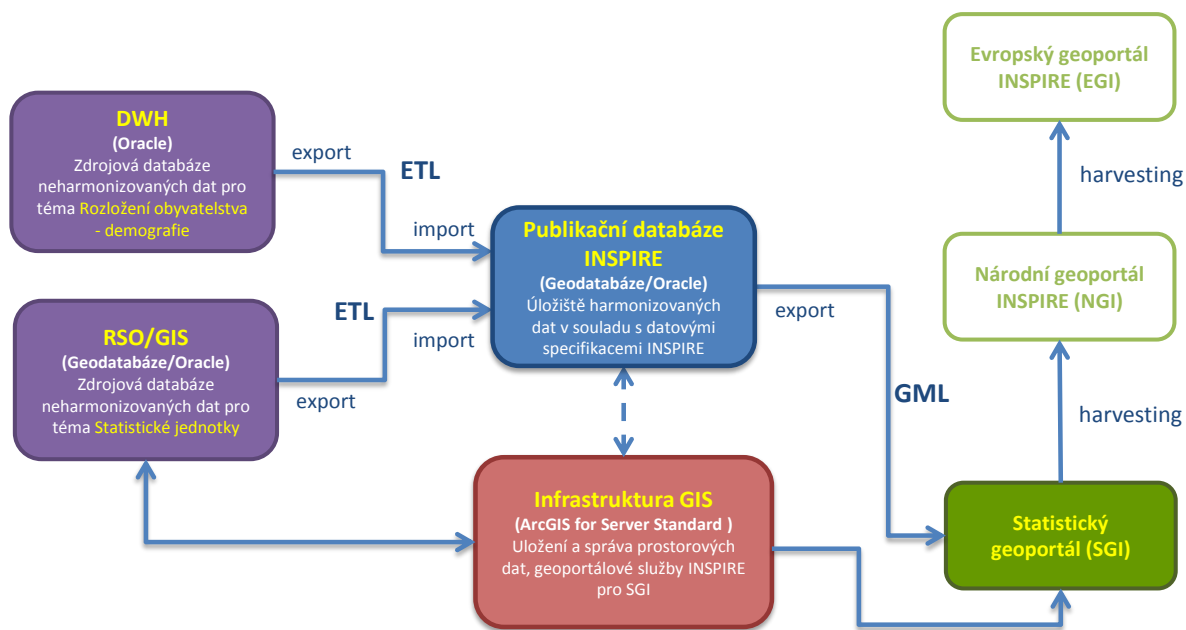 DWH
(Oracle)
Zdrojová databáze
neharmonizovaných dat pro
téma Rozložení obyvatelstva
- demografie
export
ETL
import
RSO/GIS
(Geodatabáze/Oracle)
Zdrojová databáze
neharmonizovaných dat pro
téma Statistické jednotky
export
ETL
import
Publikační databáze
INSPIRE
(Geodatabáze/Oracle)
Úložiště harmonizovaných
dat v souladu s datovými
specifikacemi INSPIRE
export
GML
Infrastruktura GIS
(ArcGIS for Server Standard )
Uložení a správa prostorových
dat, geoportálové služby INSPIRE
pro SGI
Evropský geoportál
INSPIRE (EGI)
harvesting
Národní geoportál
INSPIRE (NGI)
harvesting
Statistický
geoportál (SGI)